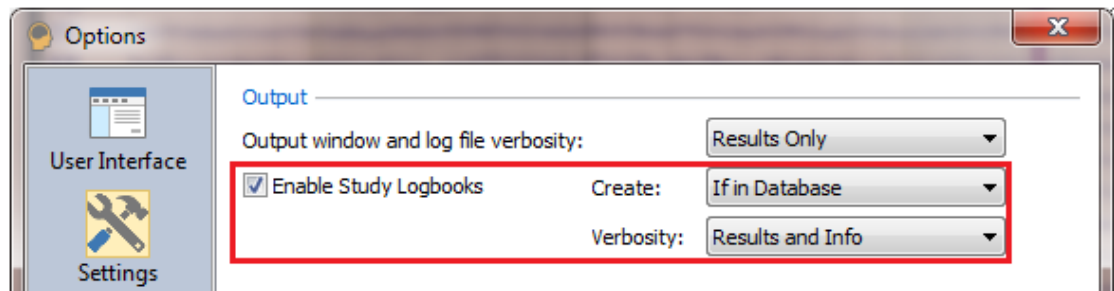 Options
User Interface
Settings
Output
Output window and log file verbosity: Results Only
Enable Study Logbooks Create: If in Database
Verbosity: Results and Info